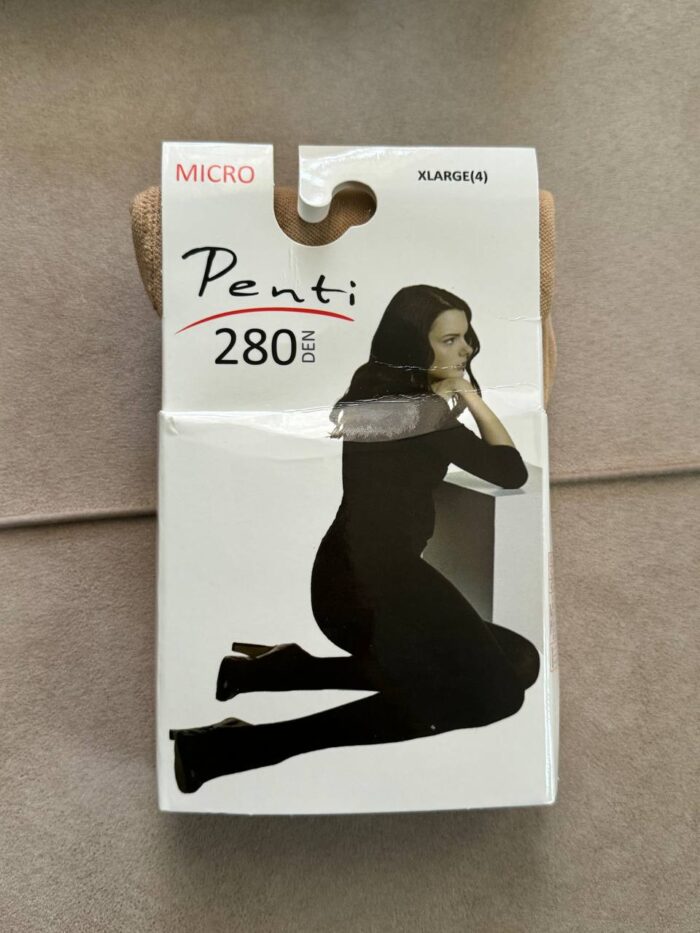 MICRO
XLARGE(4)
Penti
280 DEN